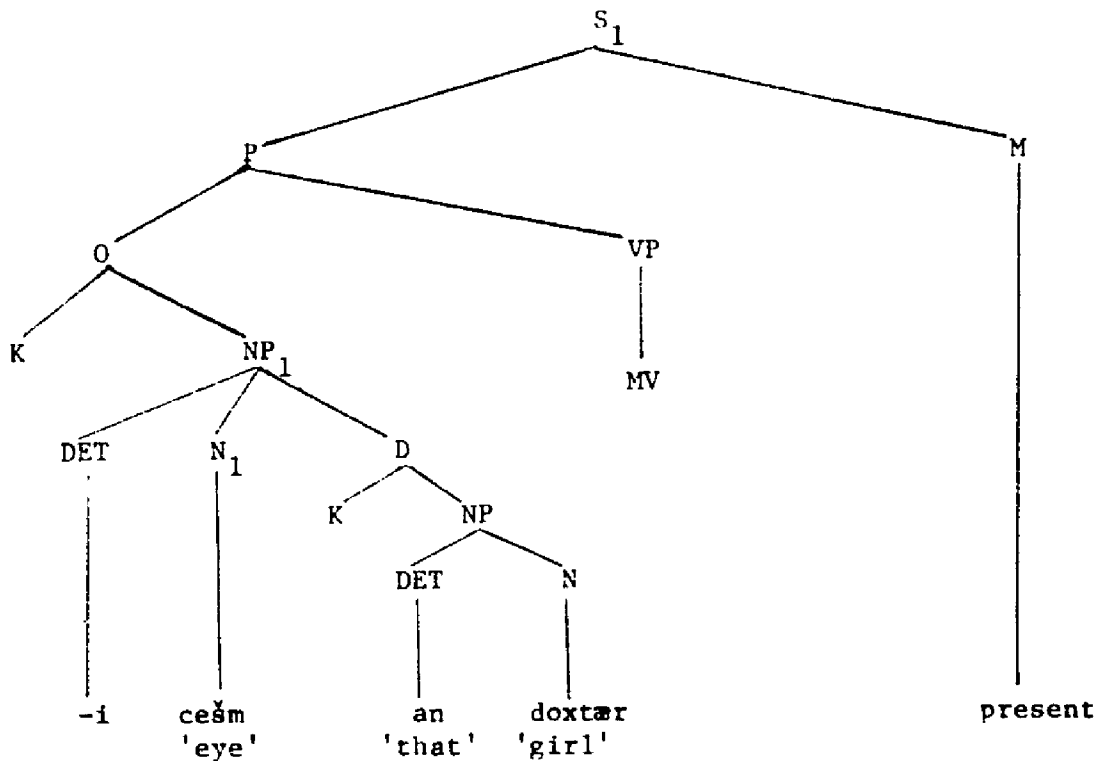 S₁
P M
O VP
K NP₁ MV
DET N₁ D
K NP
DET N
-i cešm an doxtær present
'eye' 'that' 'girl'